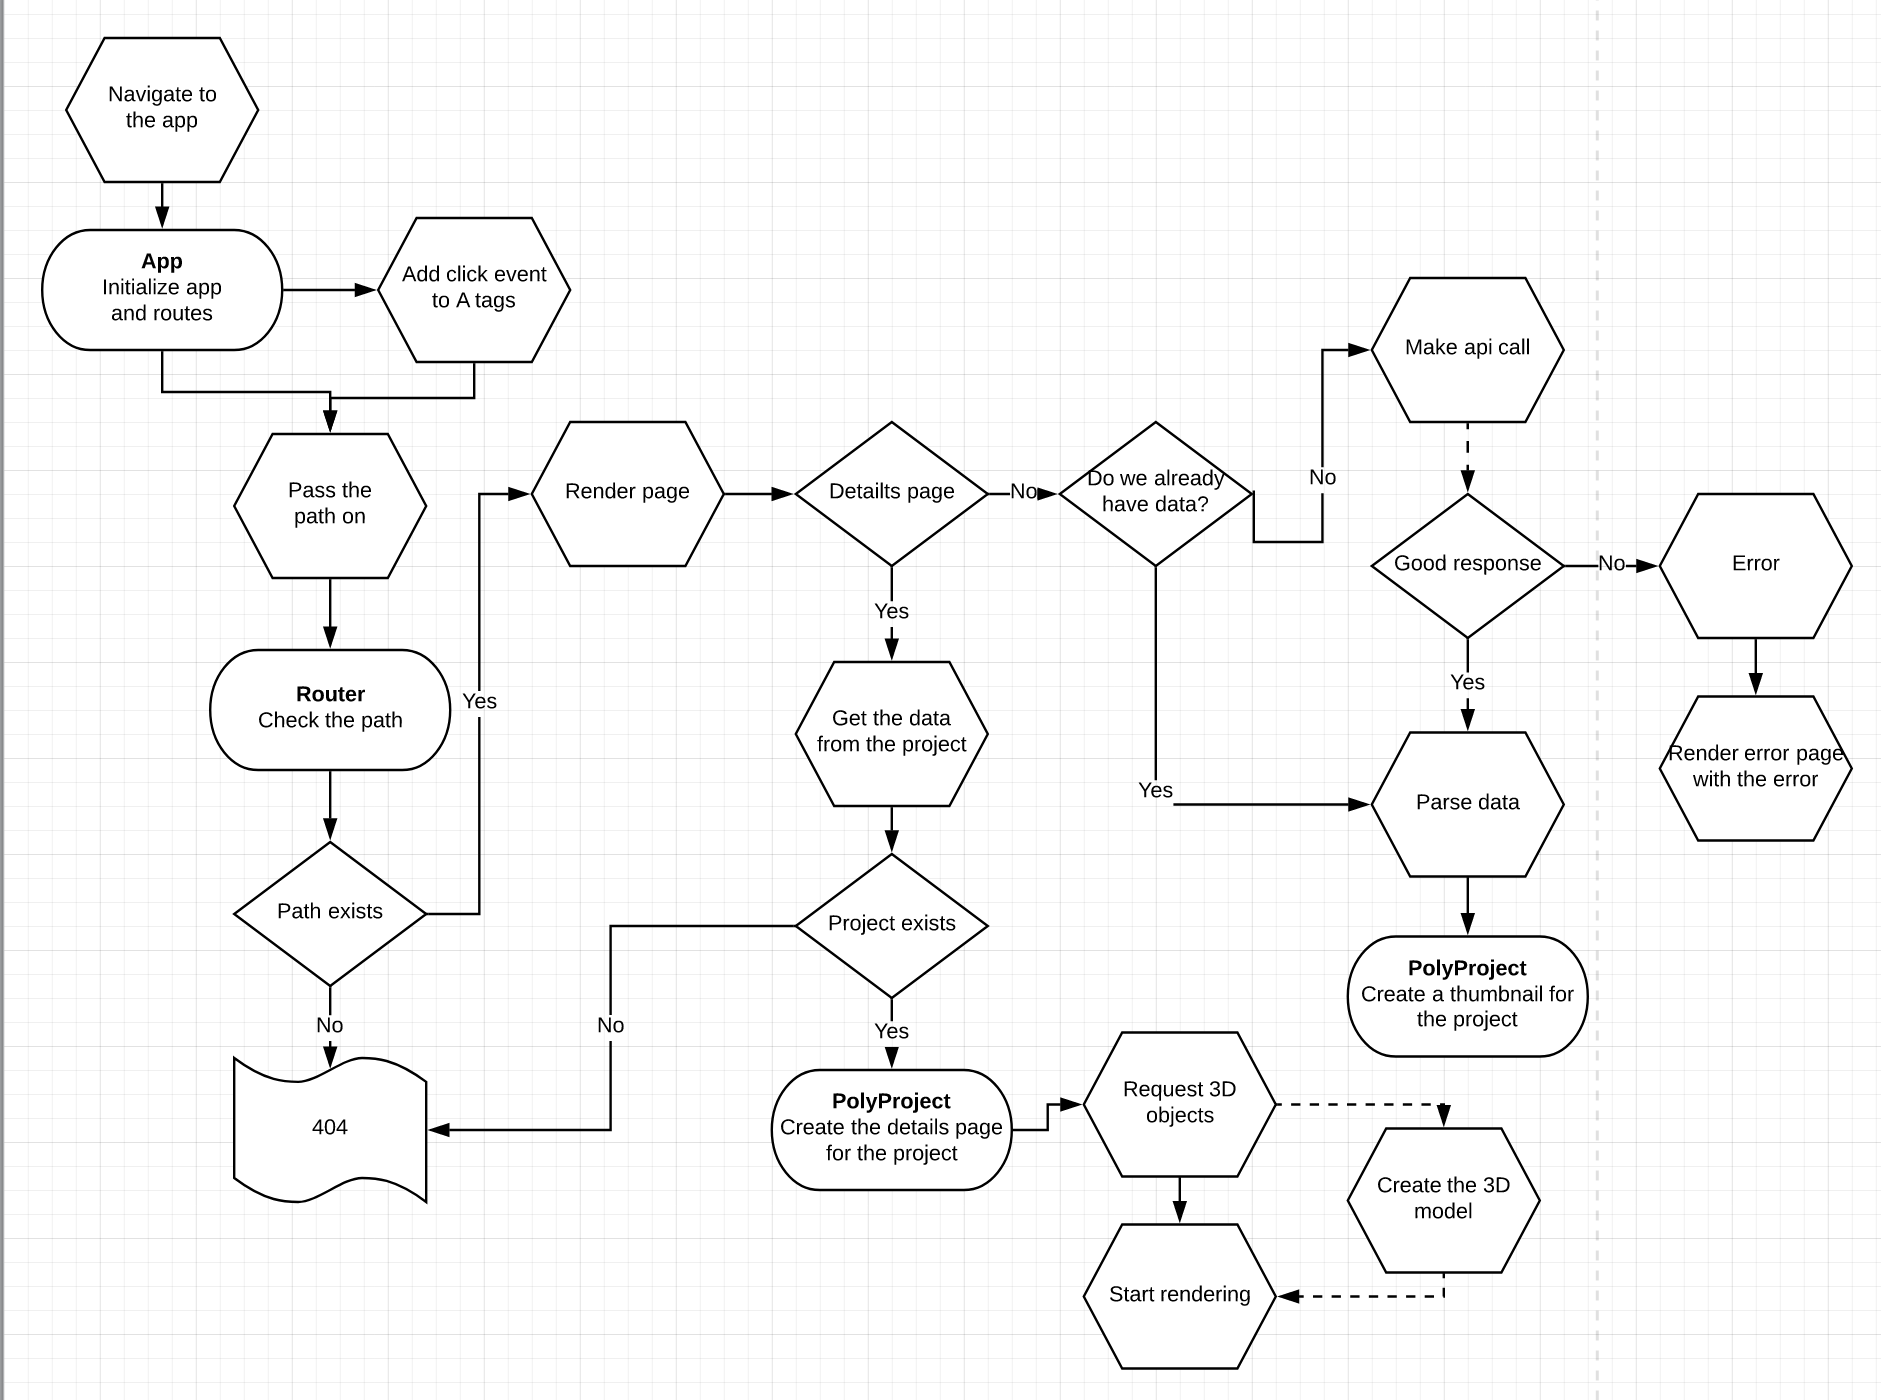 Navigate to
the app
App
Initialize app
and routes
Add click event
to A tags
Make api call
Pass the
path on
Render page
Detailts page
No
Do we already
have data?
No
Good response
No
Error
Yes
Router
Check the path
Yes
Get the data
from the project
Yes
Render error page
with the error
Yes
Parse data
Path exists
Project exists
PolyProject
Create a thumbnail for
the project
No
No
Yes
404
PolyProject
Create the details page
for the project
Request 3D
objects
Create the 3D
model
Start rendering